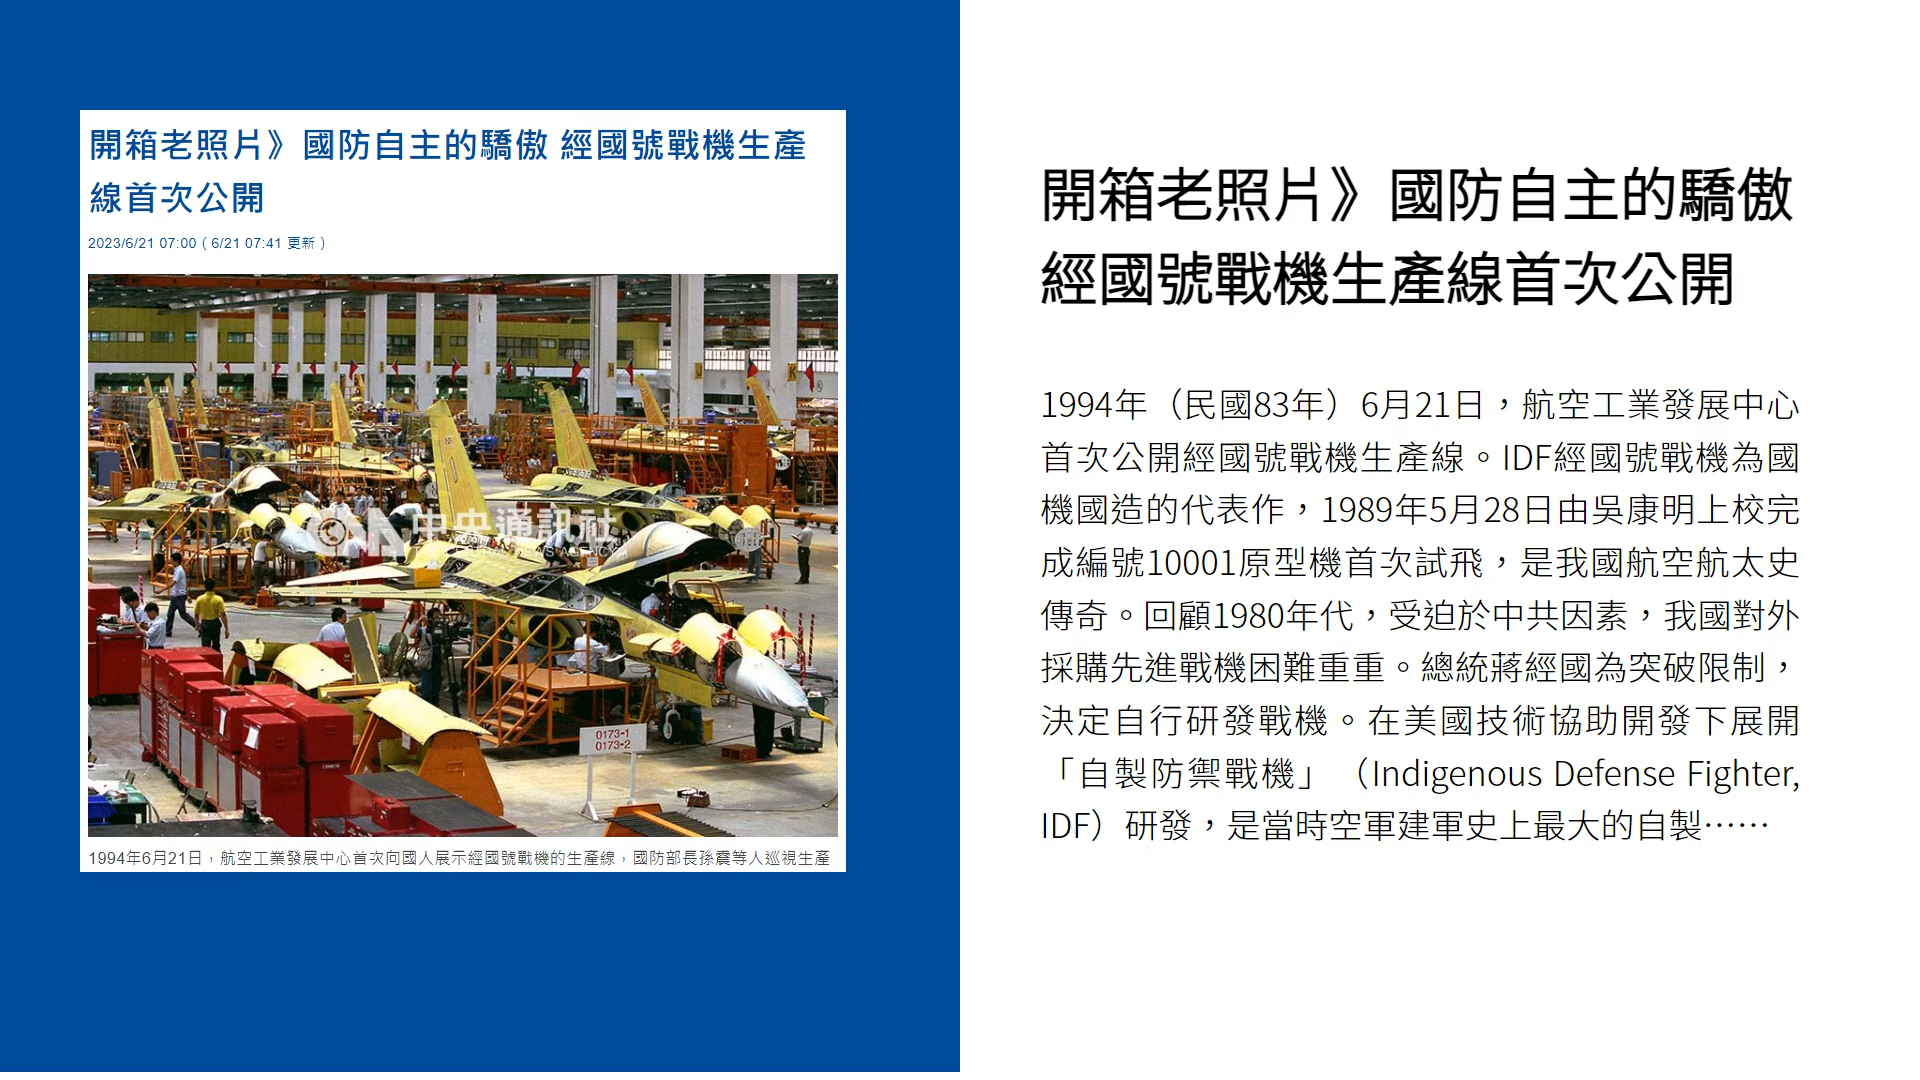 開箱老照片》國防自主的驕傲 經國號戰機生產
線首次公開
2023/6/21 07:00（6/21 07:41 更新）
中央通訊社
THE CENTRAL NEWS AGENCY
0173-1
0173-2
1994年6月21日，航空工業發展中心首次向國人展示經國號戰機的生產線，國防部長孫震等人巡視生產
開箱老照片》國防自主的驕傲
經國號戰機生產線首次公開
1994年（民國83年）6月21日，航空工業發展中心
首次公開經國號戰機生產線。IDF經國號戰機為國
機國造的代表作，1989年5月28日由吳康明上校完
成編號10001原型機首次試飛，是我國航空航太史
傳奇。回顧1980年代，受迫於中共因素，我國對外
採購先進戰機困難重重。總統蔣經國為突破限制，
決定自行研發戰機。在美國技術協助開發下展開
「自製防禦戰機」（Indigenous Defense Fighter,
IDF）研發，是當時空軍建軍史上最大的自製⋯⋯